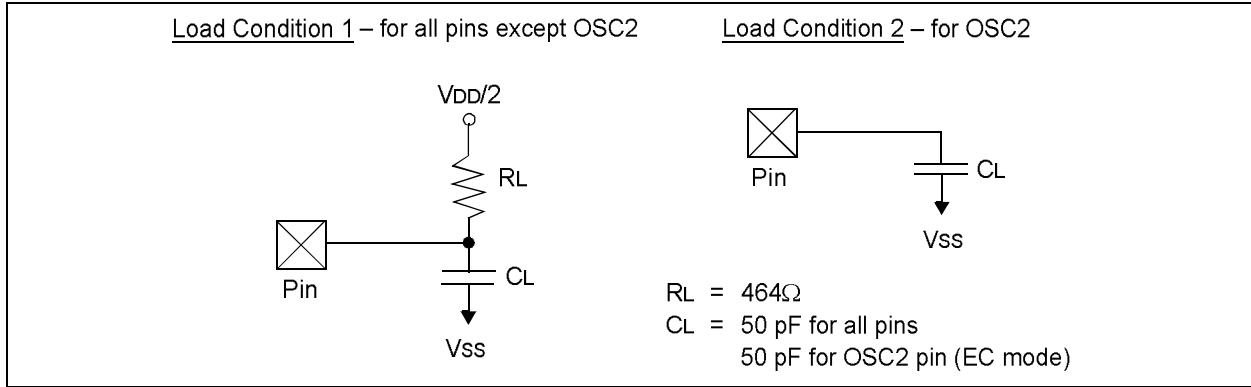 Load Condition 1 – for all pins except OSC2
VDD/2
RL
Pin
CL
VSS
Load Condition 2 – for OSC2
Pin
CL
VSS
RL = 464Ω
CL = 50 pF for all pins
50 pF for OSC2 pin (EC mode)